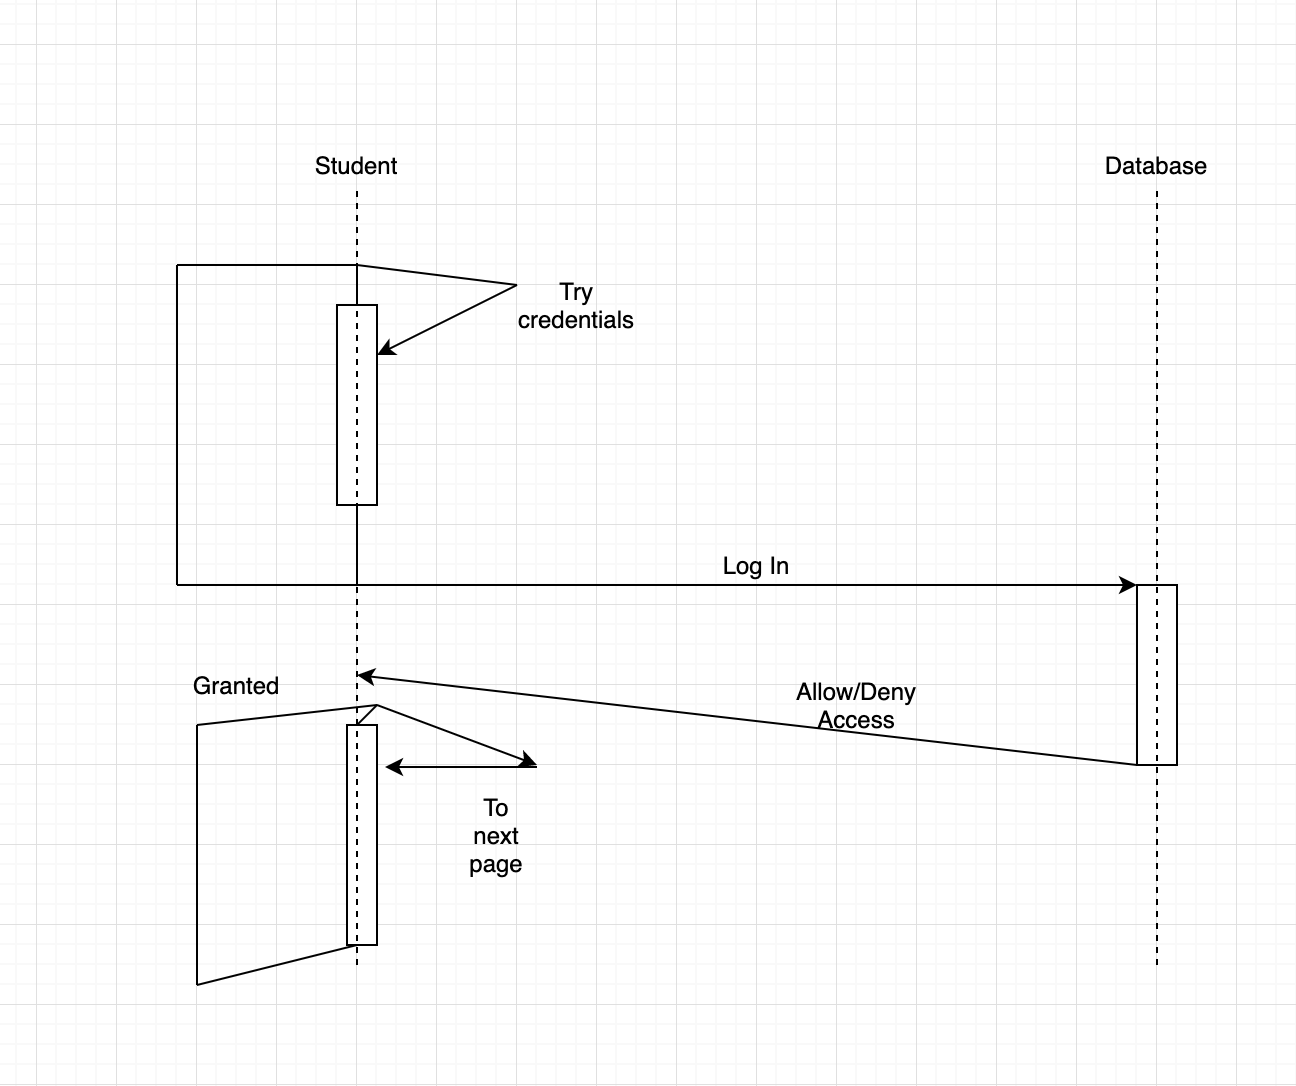 Student
Database
Try
credentials
Log In
Granted
Allow/Deny
Access
To
next
page